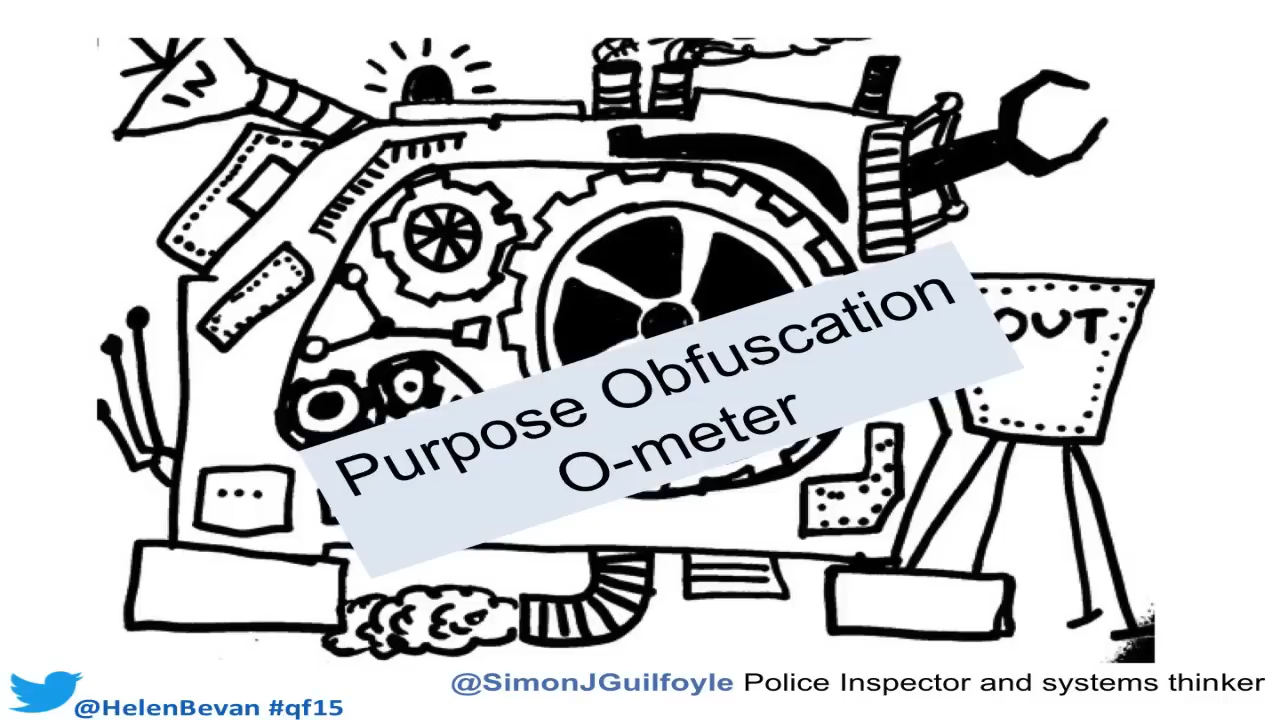 IN
OUT
Purpose Obfuscation
O-meter
@SimonJGuilfoyle Police Inspector and systems thinker
@HelenBevan #qf15